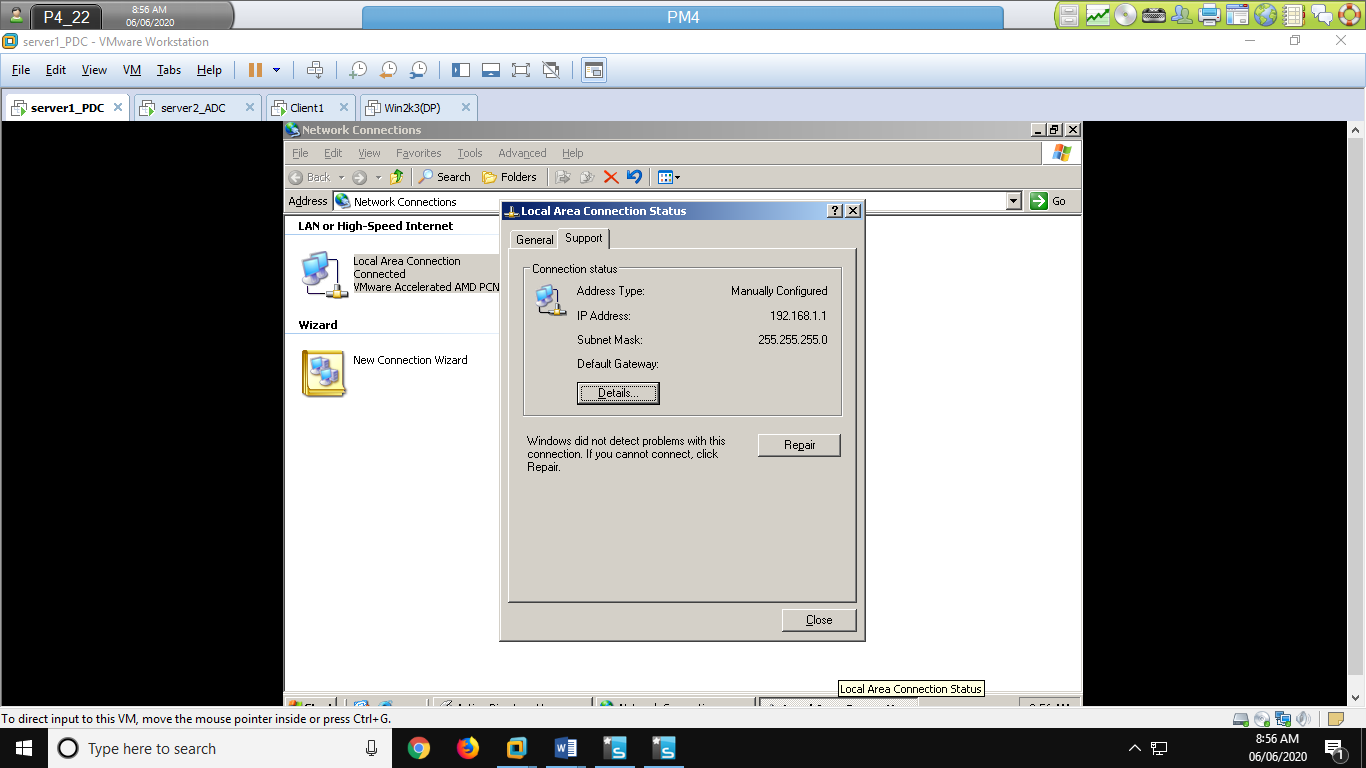 P4_22
8:56 AM
06/06/2020
PM4
server1_PDC - VMware Workstation
File Edit View VM Tabs Help
server1_PDC server2_ADC Client1 Win2k3(DP)
Network Connections
File Edit View Favorites Tools Advanced Help
Back Search Folders
Address Network Connections Go
LAN or High-Speed Internet
Local Area Connection
Connected
VMware Accelerated AMD PCN
Wizard
New Connection Wizard
Local Area Connection Status
General Support
Connection status
Address Type: Manually Configured
IP Address: 192.168.1.1
Subnet Mask: 255.255.255.0
Default Gateway:
Details...
Windows did not detect problems with this
connection. If you cannot connect, click
Repair.
Repair
Close
Local Area Connection Status
To direct input to this VM, move the mouse pointer inside or press Ctrl+G.
Type here to search
8:56 AM
06/06/2020
1